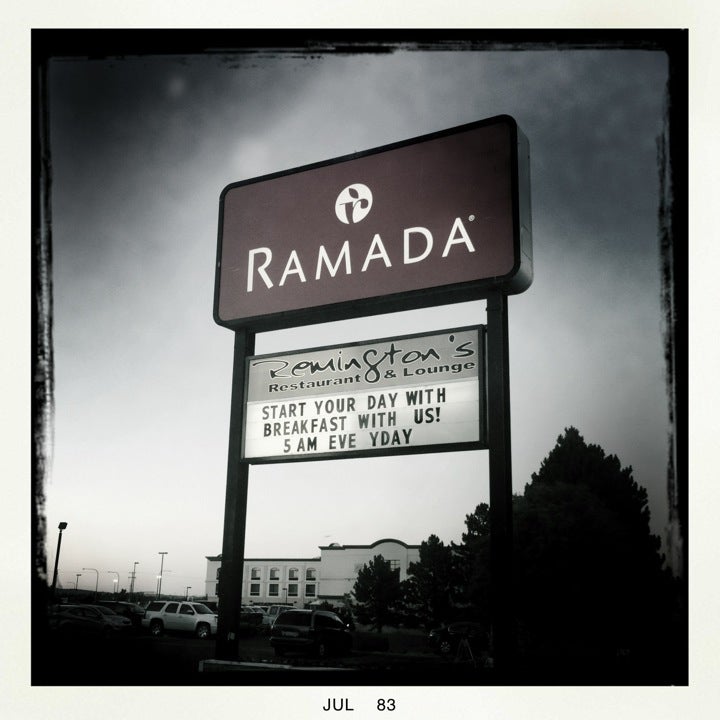 r
RAMADA®
Remington's
Restaurant & Lounge
START YOUR DAY WITH
BREAKFAST WITH US!
5 AM EVE YDAY
JUL 83